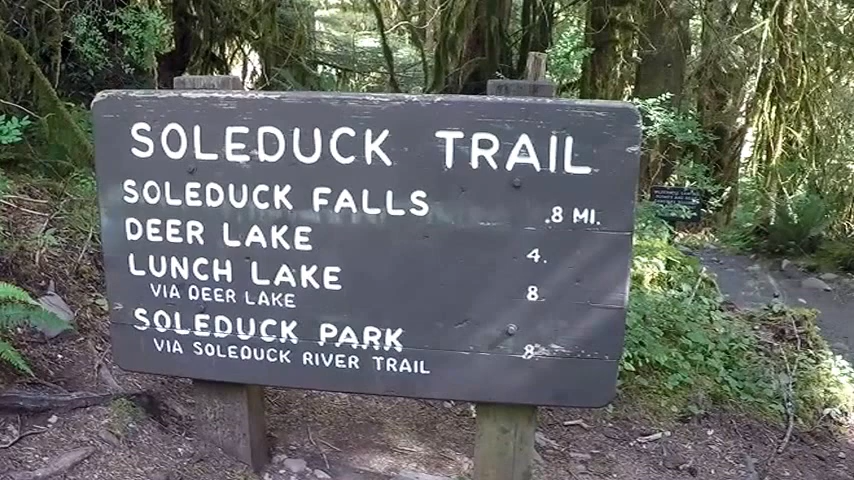 SOLEDUCK TRAIL
SOLEDUCK FALLS .8 MI.
DEER LAKE 4.
LUNCH LAKE 8
VIA DEER LAKE
SOLEDUCK PARK 8
VIA SOLEDUCK RIVER TRAIL